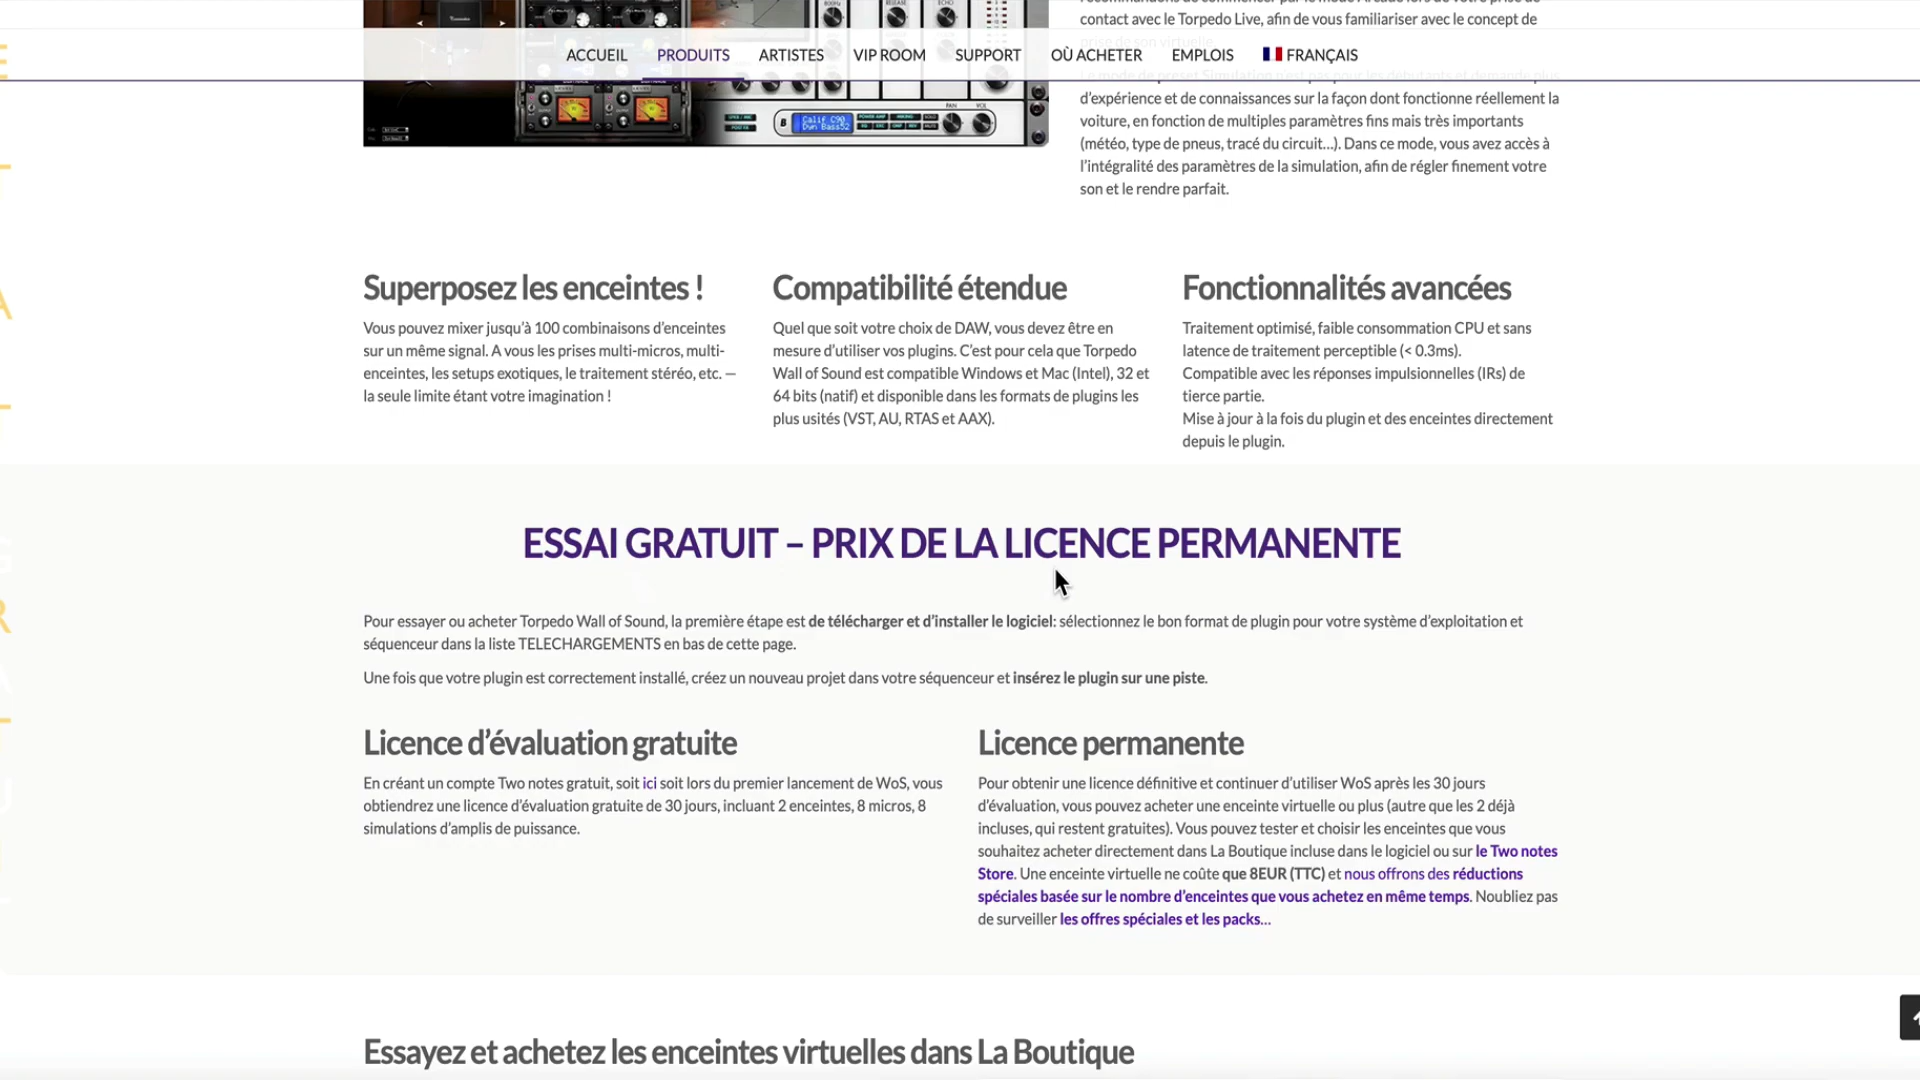 contact avec le Torpedo Live, afin de vous familiariser avec le concept de
ACCUEIL PRODUITS ARTISTES VIP ROOM SUPPORT OÙ ACHETER EMPLOIS FRANÇAIS
d'expérience et de connaissances sur la façon dont fonctionne réellement la
voiture, en fonction de multiples paramètres fins mais très importants
(météo, type de pneus, tracé du circuit...). Dans ce mode, vous avez accès à
l'intégralité des paramètres de la simulation, afin de régler finement votre
son et le rendre parfait.
PAN VOL
Calif C90
Dyn Bass52
Superposez les enceintes !
Vous pouvez mixer jusqu'à 100 combinaisons d'enceintes
sur un même signal. A vous les prises multi-micros, multi-
enceintes, les setups exotiques, le traitement stéréo, etc. —
la seule limite étant votre imagination !
Compatibilité étendue
Quel que soit votre choix de DAW, vous devez être en
mesure d'utiliser vos plugins. C'est pour cela que Torpedo
Wall of Sound est compatible Windows et Mac (Intel), 32 et
64 bits (natif) et disponible dans les formats de plugins les
plus usités (VST, AU, RTAS et AAX).
Fonctionnalités avancées
Traitement optimisé, faible consommation CPU et sans
latence de traitement perceptible (< 0.3ms).
Compatible avec les réponses impulsionnelles (IRs) de
tierce partie.
Mise à jour à la fois du plugin et des enceintes directement
depuis le plugin.
ESSAI GRATUIT – PRIX DE LA LICENCE PERMANENTE
Pour essayer ou acheter Torpedo Wall of Sound, la première étape est de télécharger et d'installer le logiciel: sélectionnez le bon format de plugin pour votre système d'exploitation et
séquenceur dans la liste TELECHARGEMENTS en bas de cette page.
Une fois que votre plugin est correctement installé, créez un nouveau projet dans votre séquenceur et insérez le plugin sur une piste.
Licence d'évaluation gratuite
En créant un compte Two notes gratuit, soit ici soit lors du premier lancement de WoS, vous
obtiendrez une licence d'évaluation gratuite de 30 jours, incluant 2 enceintes, 8 micros, 8
simulations d'amplis de puissance.
Licence permanente
Pour obtenir une licence définitive et continuer d'utiliser WoS après les 30 jours
d'évaluation, vous pouvez acheter une enceinte virtuelle ou plus (autre que les 2 déjà
incluses, qui restent gratuites). Vous pouvez tester et choisir les enceintes que vous
souhaitez acheter directement dans La Boutique incluse dans le logiciel ou sur le Two notes
Store. Une enceinte virtuelle ne coûte que 8EUR (TTC) et nous offrons des réductions
spéciales basée sur le nombre d'enceintes que vous achetez en même temps. Noubliez pas
de surveiller les offres spéciales et les packs...
Essayez et achetez les enceintes virtuelles dans La Boutique